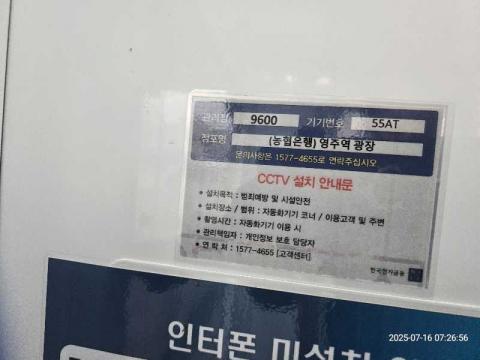 관리점 9600 기기번호 55AT
점포명 (농협은행) 영주역 광장
문의사항은 1577-4655로 연락주십시오
CCTV 설치 안내문
• 설치목적 : 범죄예방 및 시설안전
• 설치장소 / 범위 : 자동화기기 코너 / 이용고객 및 주변
• 촬영시간 : 자동화기기 이용 시
• 관리책임자 : 개인정보 보호 담당자
• 연 락 처 : 1577-4655 [고객센터]
한국전자금융
인터폰 미설치
2025-07-16 07:26:56